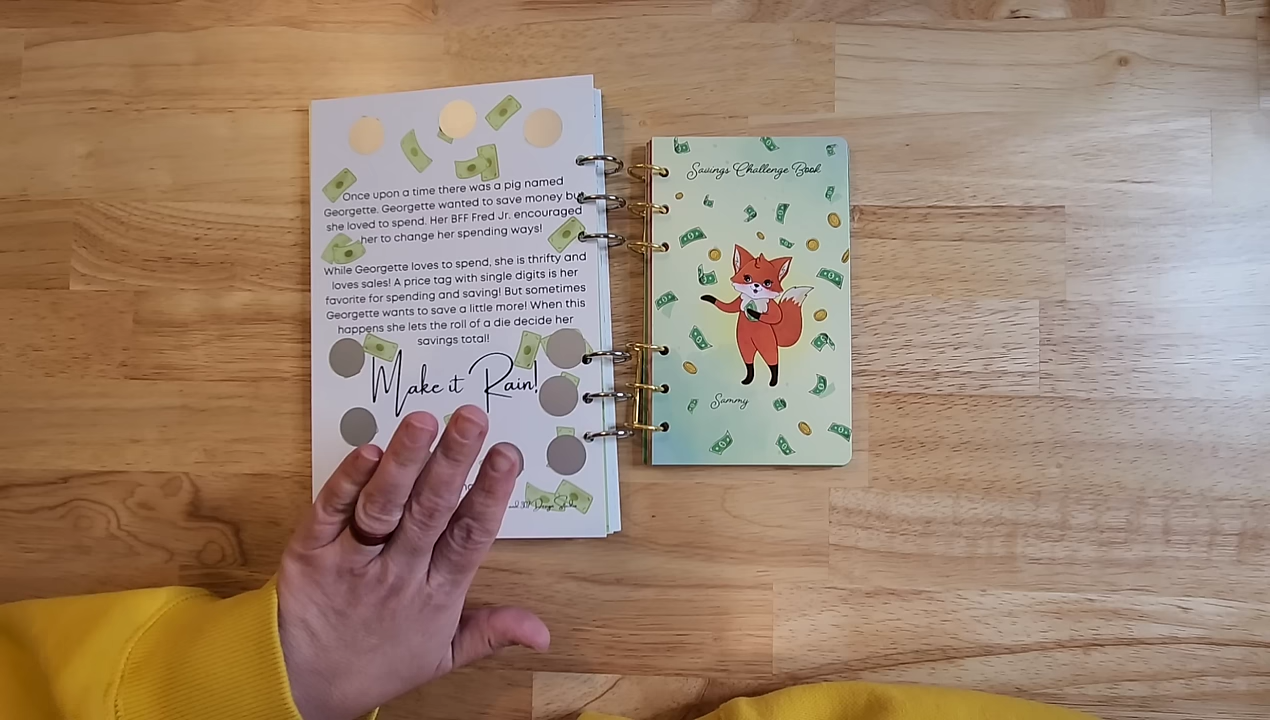 Once upon a time there was a pig named
Georgette. Georgette wanted to save money but
she loved to spend. Her BFF Fred Jr. encouraged
her to change her spending ways!
While Georgette loves to spend, she is thrifty and
loves sales! A price tag with single digits is her
favorite for spending and saving! But sometimes
Georgette wants to save a little more! When this
happens she lets the roll of a die decide her
savings total!
Make it Rain!
Savings Challenge Book
Sammy